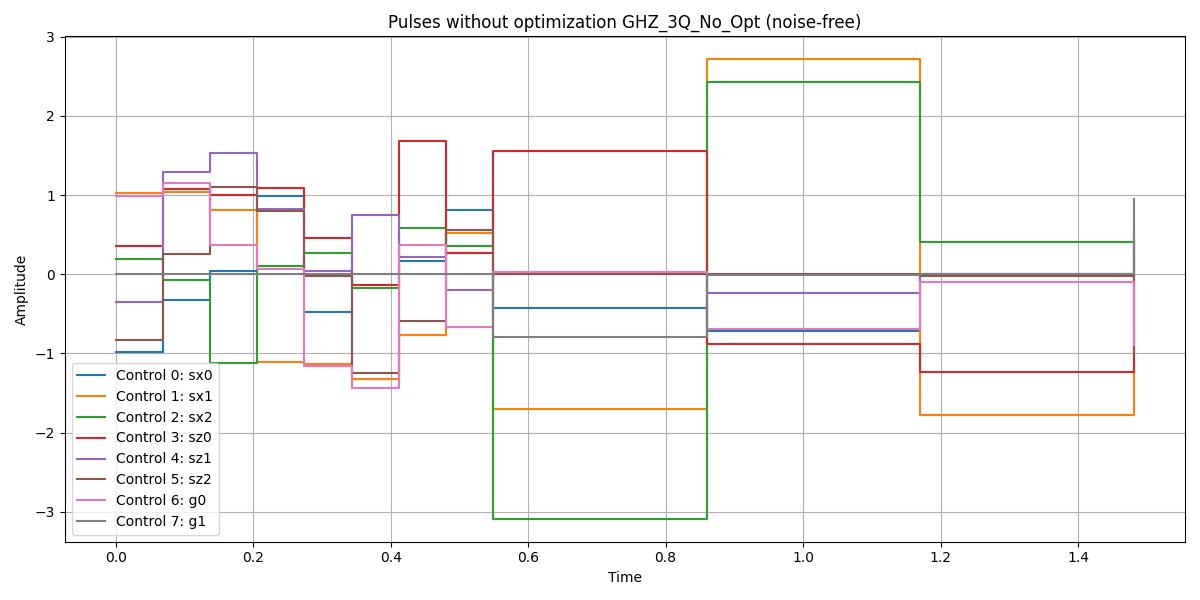 Pulses without optimization GHZ_3Q_No_Opt (noise-free)
Amplitude
3
2
1
0
−1
−2
−3
Control 0: sx0
Control 1: sx1
Control 2: sx2
Control 3: sz0
Control 4: sz1
Control 5: sz2
Control 6: g0
Control 7: g1
0.0 0.2 0.4 0.6 0.8 1.0 1.2 1.4
Time